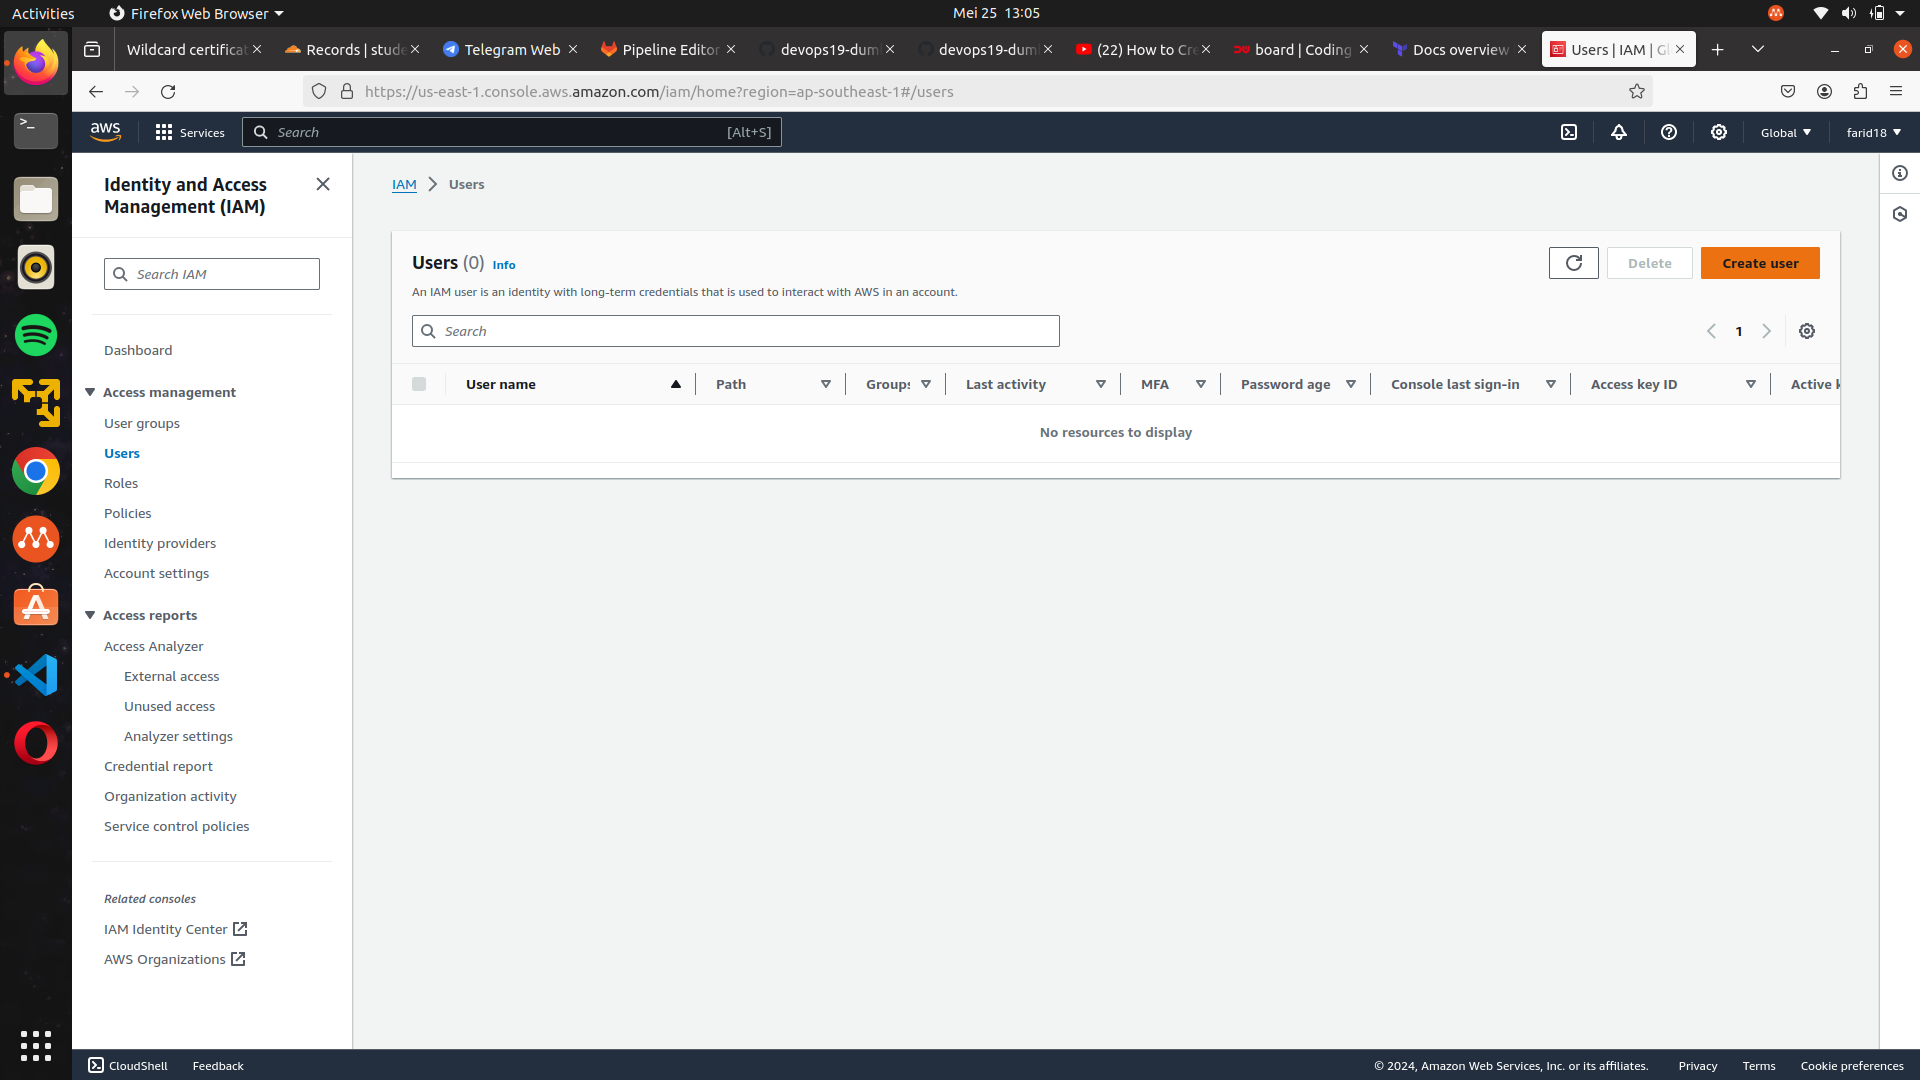 Activities
Firefox Web Browser
Mei 25 13:05
Wildcard certificat
Records | stude
Telegram Web
Pipeline Editor
devops19-dum
devops19-dum
(22) How to Cre
board | Coding
Docs overview
Users | IAM | Gl
https://us-east-1.console.aws.amazon.com/iam/home?region=ap-southeast-1#/users
aws
Services
Search
[Alt+S]
Global
farid18
Identity and Access
Management (IAM)
Search IAM
Dashboard
Access management
User groups
Users
Roles
Policies
Identity providers
Account settings
Access reports
Access Analyzer
External access
Unused access
Analyzer settings
Credential report
Organization activity
Service control policies
Related consoles
IAM Identity Center
AWS Organizations
IAM
Users
Users (0) Info
An IAM user is an identity with long-term credentials that is used to interact with AWS in an account.
Delete
Create user
Search
1
User name
Path
Groups
Last activity
MFA
Password age
Console last sign-in
Access key ID
Active k
No resources to display
CloudShell
Feedback
© 2024, Amazon Web Services, Inc. or its affiliates.
Privacy
Terms
Cookie preferences